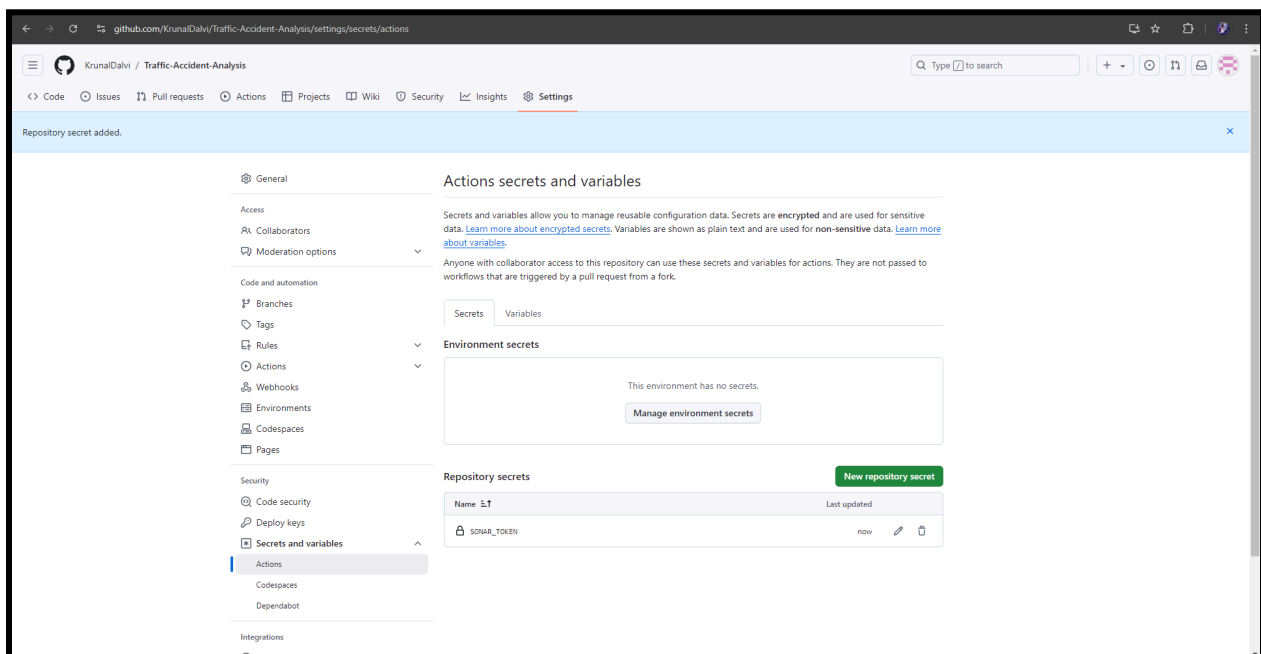 github.com/KrunalDalvi/Traffic-Accident-Analysis/settings/secrets/actions
KrunalDalvi / Traffic-Accident-Analysis
Type / to search
<> Code Issues Pull requests Actions Projects Wiki Security Insights Settings
Repository secret added.
General
Access
Collaborators
Moderation options
Code and automation
Branches
Tags
Rules
Actions
Webhooks
Environments
Codespaces
Pages
Security
Code security
Deploy keys
Secrets and variables
Actions
Codespaces
Dependabot
Integrations
Actions secrets and variables
Secrets and variables allow you to manage reusable configuration data. Secrets are encrypted and are used for sensitive
data. Learn more about encrypted secrets. Variables are shown as plain text and are used for non-sensitive data. Learn more
about variables.
Anyone with collaborator access to this repository can use these secrets and variables for actions. They are not passed to
workflows that are triggered by a pull request from a fork.
Secrets Variables
Environment secrets
This environment has no secrets.
Manage environment secrets
Repository secrets New repository secret
Name Last updated
SONAR_TOKEN now